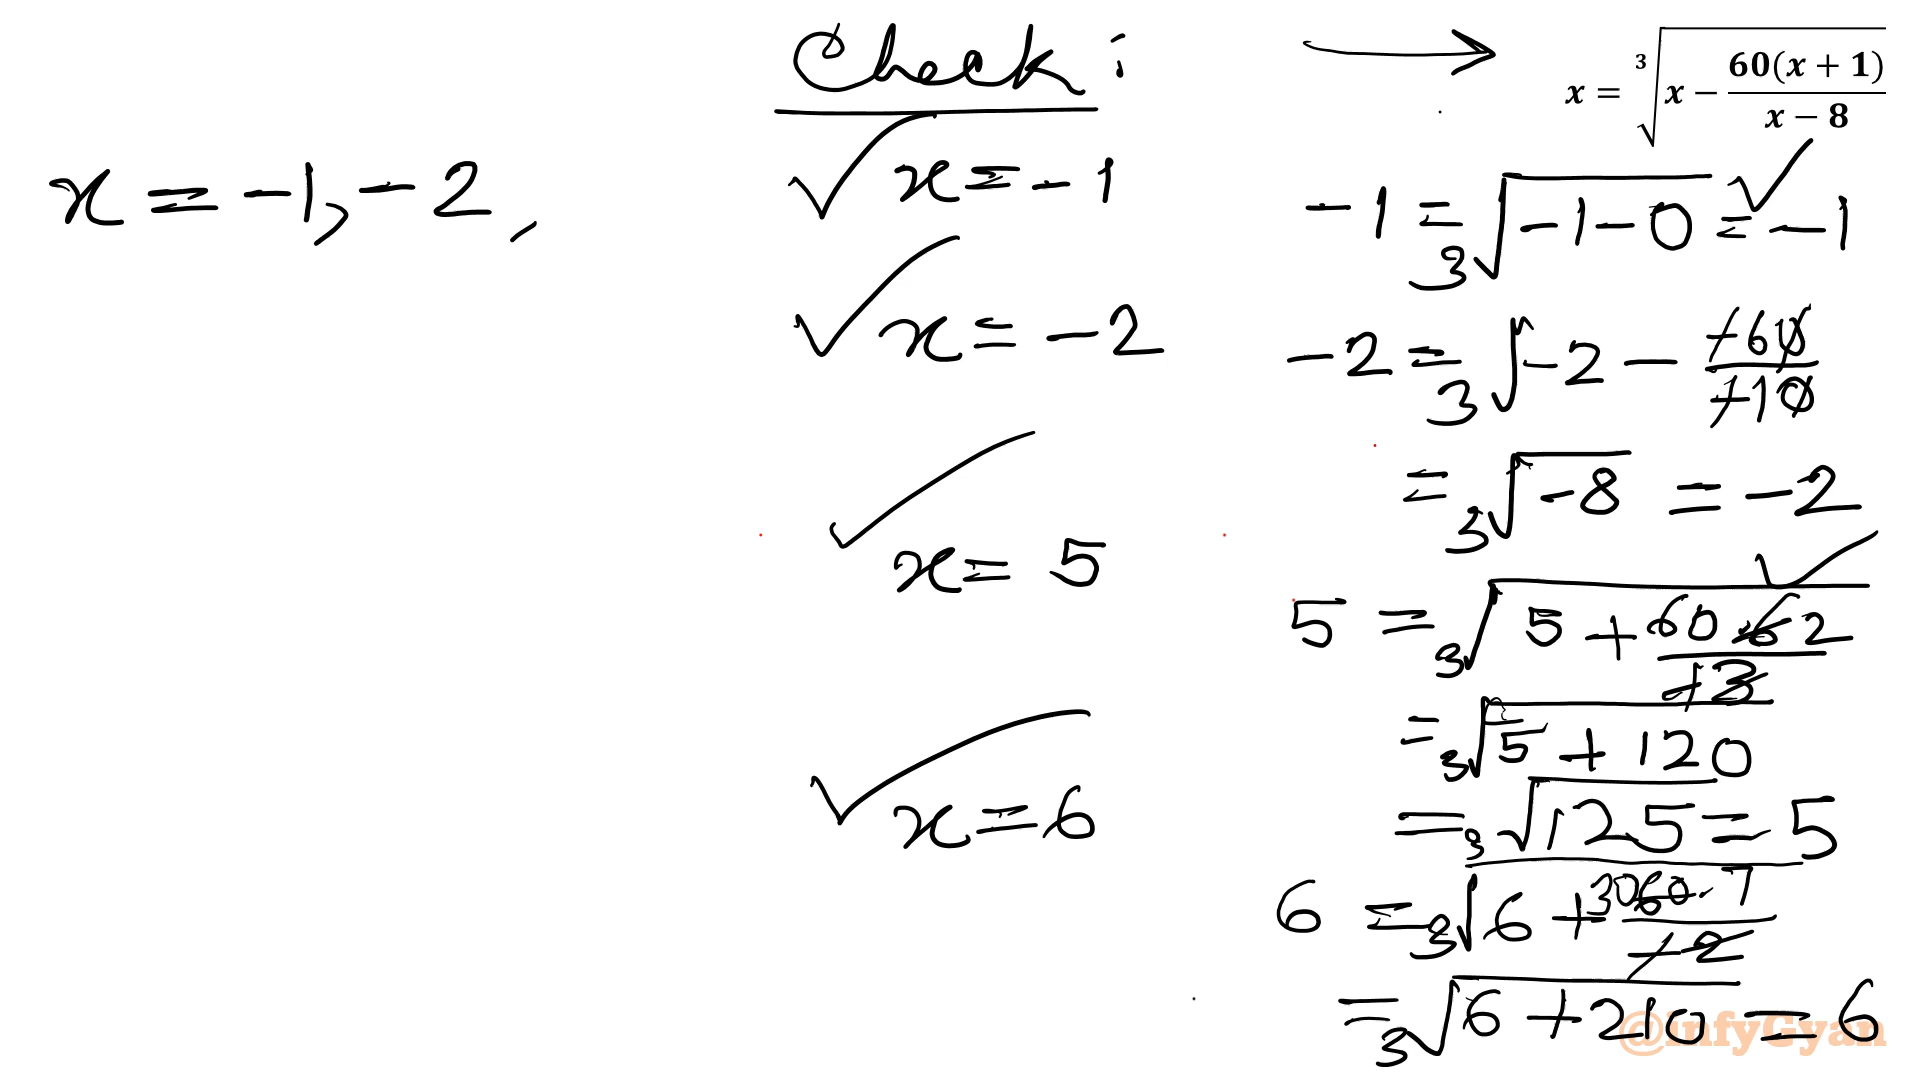 Check :
x = ∛(x − 60(x + 1)/(x − 8))
x = -1, -2,
x = -1
-1 = ∛(-1-0) = -1
x = -2
-2 = ∛(-2 - -60/-10)
= ∛-8 = -2
x = 5
5 = ∛(5 + 60·6 2/+3)
= ∛(5 + 120)
= ∛125 = 5
x = 6
6 = ∛(6 + 30 60·7/-2)
= ∛(6 + 210) = 6
@infyGyan